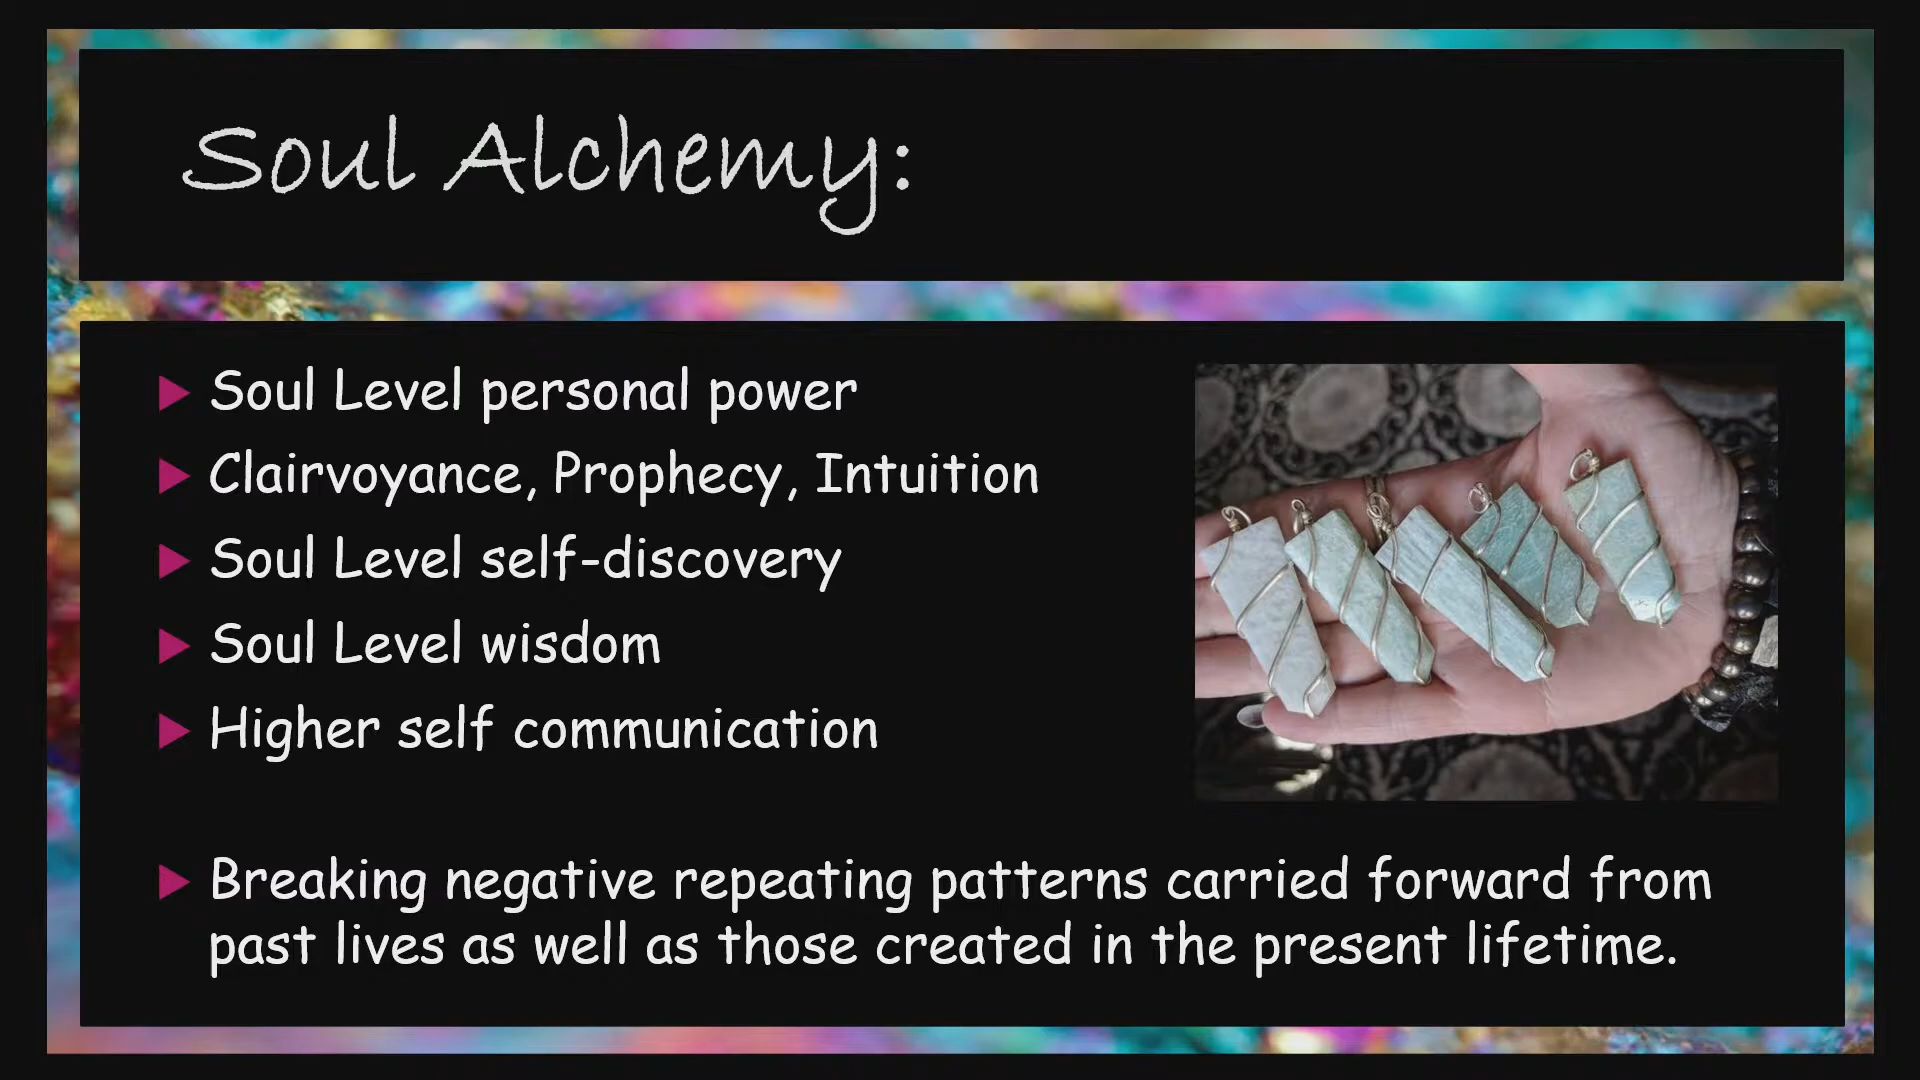 Soul Alchemy:
Soul Level personal power
Clairvoyance, Prophecy, Intuition
Soul Level self-discovery
Soul Level wisdom
Higher self communication
Breaking negative repeating patterns carried forward from
past lives as well as those created in the present lifetime.